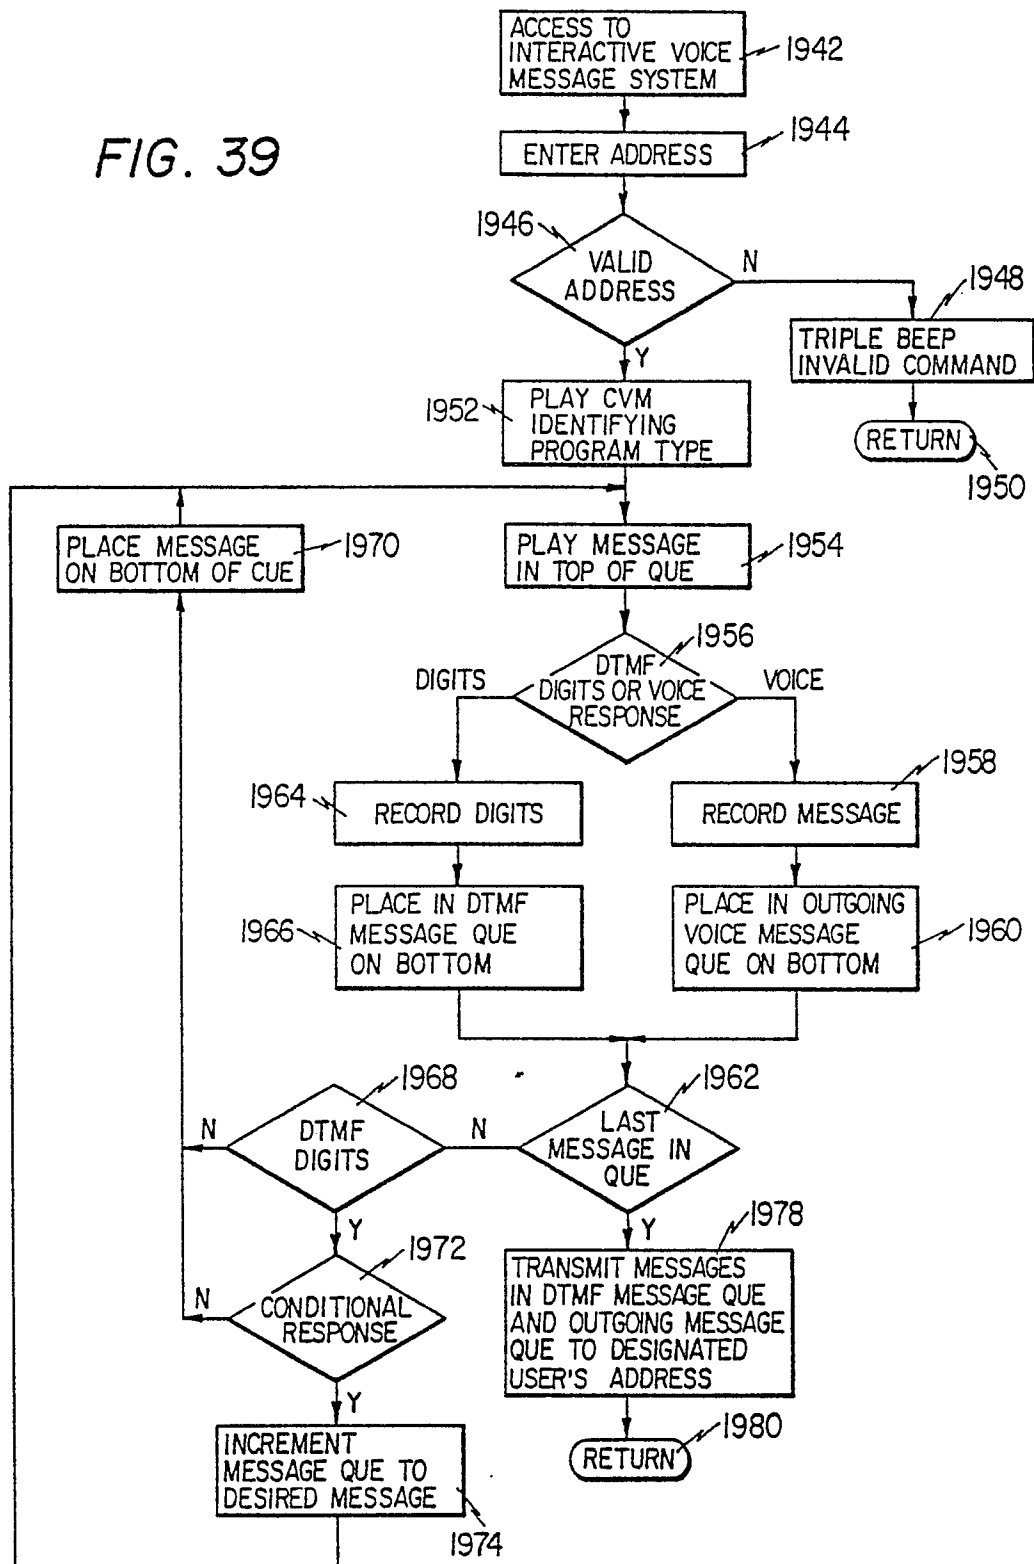 FIG. 39
ACCESS TO
INTERACTIVE VOICE
MESSAGE SYSTEM
1942
ENTER ADDRESS
1944
1946
VALID
ADDRESS
N
Y
1948
TRIPLE BEEP
INVALID COMMAND
RETURN
1950
1952
PLAY CVM
IDENTIFYING
PROGRAM TYPE
PLACE MESSAGE
ON BOTTOM OF CUE
1970
PLAY MESSAGE
IN TOP OF QUE
1954
1956
DTMF
DIGITS OR VOICE
RESPONSE
DIGITS
VOICE
1964
RECORD DIGITS
1958
RECORD MESSAGE
1966
PLACE IN DTMF
MESSAGE QUE
ON BOTTOM
PLACE IN OUTGOING
VOICE MESSAGE
QUE ON BOTTOM
1960
1968
DTMF
DIGITS
N
Y
N
1962
LAST
MESSAGE IN
QUE
Y
1972
CONDITIONAL
RESPONSE
N
Y
1978
TRANSMIT MESSAGES
IN DTMF MESSAGE QUE
AND OUTGOING MESSAGE
QUE TO DESIGNATED
USER'S ADDRESS
RETURN
1980
INCREMENT
MESSAGE QUE TO
DESIRED MESSAGE
1974